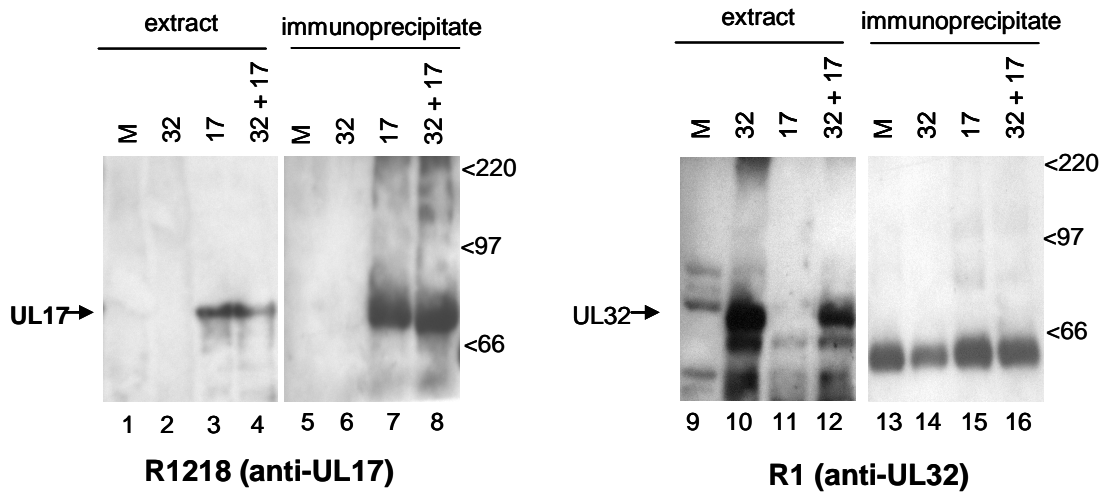 extract immunoprecipitate
M 32 17 32 + 17 M 32 17 32 + 17
<220
<97
UL17
<66
1 2 3 4 5 6 7 8
R1218 (anti-UL17)
extract immunoprecipitate
M 32 17 32 + 17 M 32 17 32 + 17
<220
<97
UL32
<66
9 10 11 12 13 14 15 16
R1 (anti-UL32)